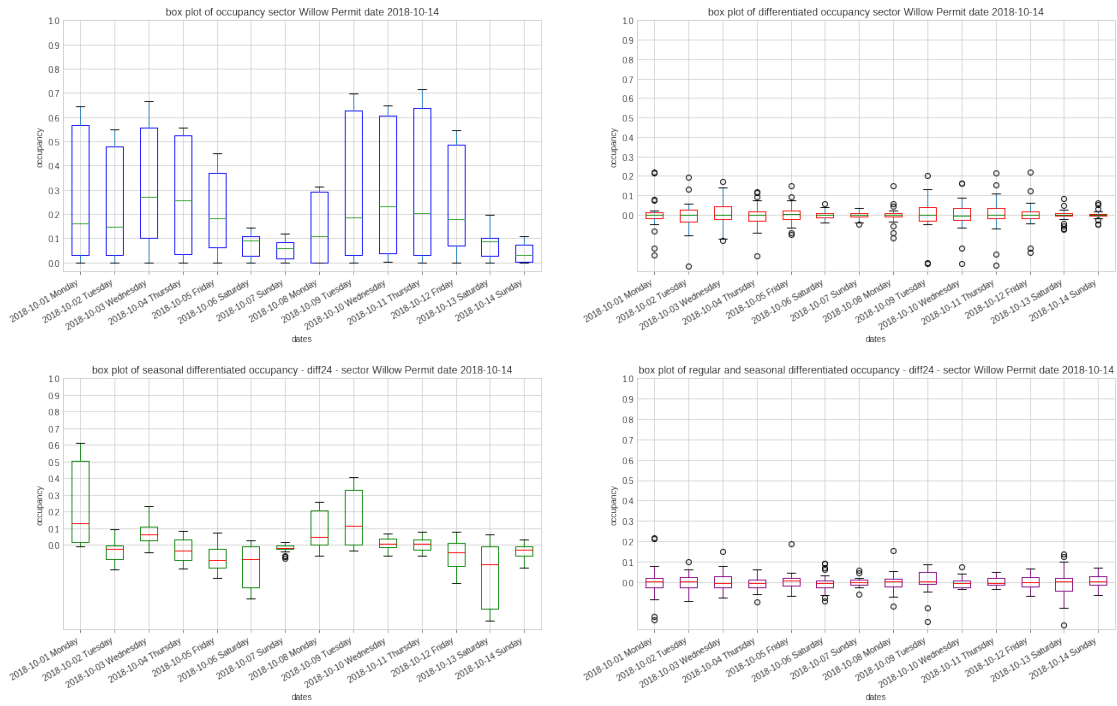 box plot of occupancy sector Willow Permit date 2018-10-14
1.0
0.9
0.8
0.7
0.6
0.5
0.4
0.3
0.2
0.1
0.0
occupancy
2018-10-01 Monday
2018-10-02 Tuesday
2018-10-03 Wednesday
2018-10-04 Thursday
2018-10-05 Friday
2018-10-06 Saturday
2018-10-07 Sunday
2018-10-08 Monday
2018-10-09 Tuesday
2018-10-10 Wednesday
2018-10-11 Thursday
2018-10-12 Friday
2018-10-13 Saturday
2018-10-14 Sunday
dates
box plot of differentiated occupancy sector Willow Permit date 2018-10-14
1.0
0.9
0.8
0.7
0.6
0.5
0.4
0.3
0.2
0.1
0.0
occupancy
2018-10-01 Monday
2018-10-02 Tuesday
2018-10-03 Wednesday
2018-10-04 Thursday
2018-10-05 Friday
2018-10-06 Saturday
2018-10-07 Sunday
2018-10-08 Monday
2018-10-09 Tuesday
2018-10-10 Wednesday
2018-10-11 Thursday
2018-10-12 Friday
2018-10-13 Saturday
2018-10-14 Sunday
dates
box plot of seasonal differentiated occupancy - diff24 - sector Willow Permit date 2018-10-14
1.0
0.9
0.8
0.7
0.6
0.5
0.4
0.3
0.2
0.1
0.0
occupancy
2018-10-01 Monday
2018-10-02 Tuesday
2018-10-03 Wednesday
2018-10-04 Thursday
2018-10-05 Friday
2018-10-06 Saturday
2018-10-07 Sunday
2018-10-08 Monday
2018-10-09 Tuesday
2018-10-10 Wednesday
2018-10-11 Thursday
2018-10-12 Friday
2018-10-13 Saturday
2018-10-14 Sunday
dates
box plot of regular and seasonal differentiated occupancy - diff24 - sector Willow Permit date 2018-10-14
1.0
0.9
0.8
0.7
0.6
0.5
0.4
0.3
0.2
0.1
0.0
occupancy
2018-10-01 Monday
2018-10-02 Tuesday
2018-10-03 Wednesday
2018-10-04 Thursday
2018-10-05 Friday
2018-10-06 Saturday
2018-10-07 Sunday
2018-10-08 Monday
2018-10-09 Tuesday
2018-10-10 Wednesday
2018-10-11 Thursday
2018-10-12 Friday
2018-10-13 Saturday
2018-10-14 Sunday
dates